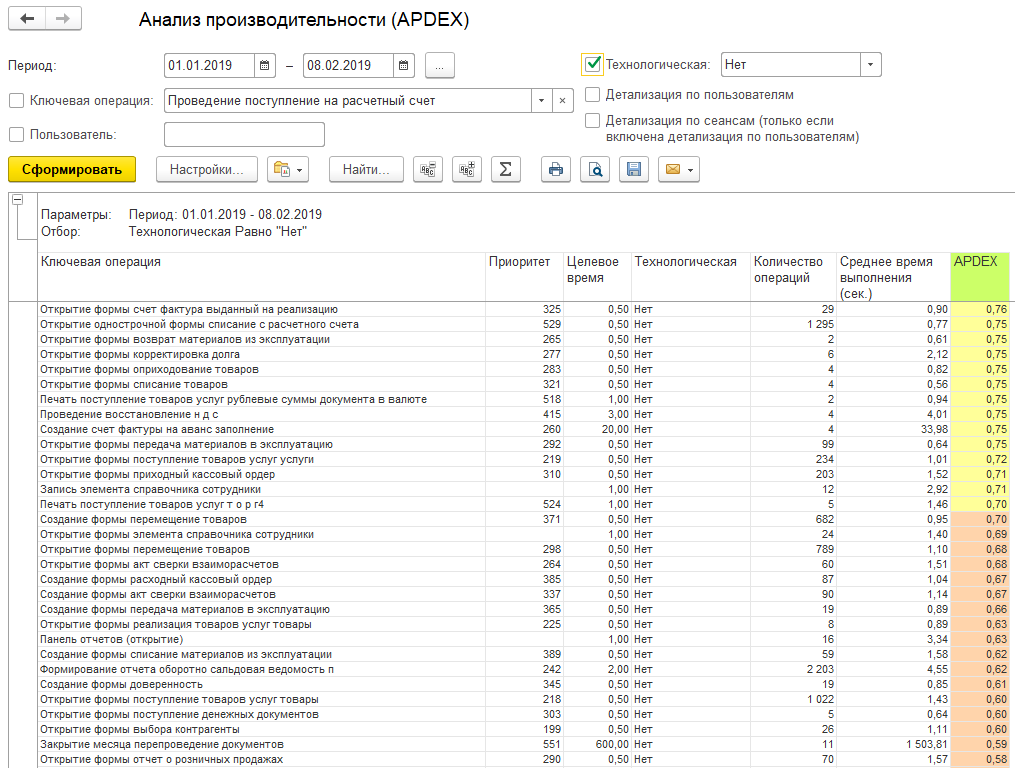 Анализ производительности (APDEX)
Период: 01.01.2019 – 08.02.2019 ... Технологическая: Нет
Ключевая операция: Проведение поступление на расчетный счет
Детализация по пользователям
Пользователь:
Детализация по сеансам (только если
включена детализация по пользователям)
Сформировать Настройки... Найти...
Параметры: Период: 01.01.2019 - 08.02.2019
Отбор: Технологическая Равно "Нет"
Ключевая операция Приоритет Целевое Технологическая Количество Среднее время APDEX
время операций выполнения
(сек.)
Открытие формы счет фактура выданный на реализацию 325 0,50 Нет 29 0,90 0,76
Открытие однострочной формы списание с расчетного счета 529 0,50 Нет 1 295 0,77 0,75
Открытие формы возврат материалов из эксплуатации 265 0,50 Нет 2 0,61 0,75
Открытие формы корректировка долга 277 0,50 Нет 6 2,12 0,75
Открытие формы оприходование товаров 283 0,50 Нет 4 0,82 0,75
Открытие формы списание товаров 321 0,50 Нет 4 0,56 0,75
Печать поступление товаров услуг рублевые суммы документа в валюте 518 1,00 Нет 2 0,94 0,75
Проведение восстановление н д с 415 3,00 Нет 4 4,01 0,75
Создание счет фактуры на аванс заполнение 260 20,00 Нет 4 33,98 0,75
Открытие формы передача материалов в эксплуатацию 292 0,50 Нет 99 0,64 0,75
Открытие формы поступление товаров услуг услуги 219 0,50 Нет 234 1,01 0,72
Открытие формы приходный кассовый ордер 310 0,50 Нет 203 1,52 0,71
Запись элемента справочника сотрудники 1,00 Нет 12 2,92 0,71
Печать поступление товаров услуг т о р г4 524 1,00 Нет 5 1,46 0,70
Создание формы перемещение товаров 371 0,50 Нет 682 0,95 0,70
Открытие формы элемента справочника сотрудники 1,00 Нет 24 1,40 0,69
Открытие формы перемещение товаров 298 0,50 Нет 789 1,10 0,68
Открытие формы акт сверки взаиморасчетов 264 0,50 Нет 60 1,51 0,68
Создание формы расходный кассовый ордер 385 0,50 Нет 87 1,04 0,67
Создание формы акт сверки взаиморасчетов 337 0,50 Нет 90 1,14 0,67
Создание формы передача материалов в эксплуатацию 365 0,50 Нет 19 0,89 0,66
Открытие формы реализация товаров услуг товары 225 0,50 Нет 8 0,89 0,63
Панель отчетов (открытие) 1,00 Нет 16 3,34 0,63
Создание формы списание материалов из эксплуатации 389 0,50 Нет 59 1,58 0,62
Формирование отчета оборотно сальдовая ведомость п 242 2,00 Нет 2 203 4,55 0,62
Создание формы доверенность 345 0,50 Нет 19 0,85 0,61
Открытие формы поступление товаров услуг товары 218 0,50 Нет 1 022 1,43 0,60
Открытие формы поступление денежных документов 303 0,50 Нет 5 0,64 0,60
Открытие формы выбора контрагенты 199 0,50 Нет 26 1,11 0,60
Закрытие месяца перепроведение документов 551 600,00 Нет 11 1 503,81 0,59
Открытие формы отчет о розничных продажах 290 0,50 Нет 70 1,57 0,58